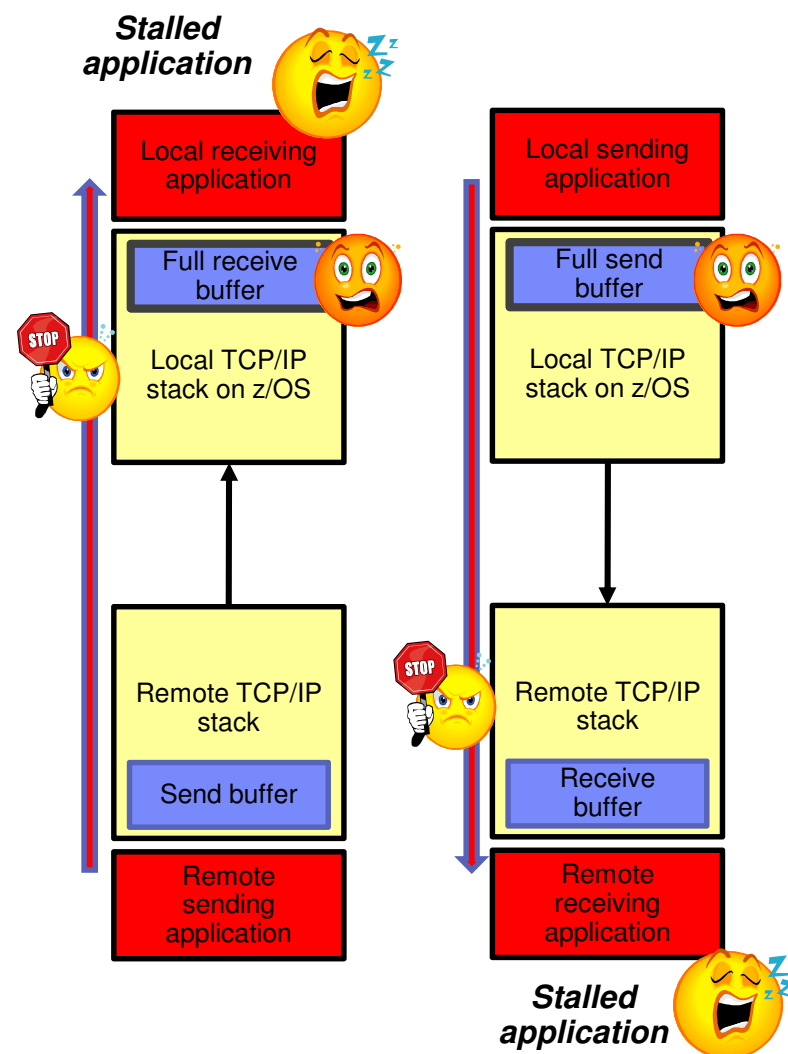 Stalled
application
Z z
z Z
Local receiving
application
Full receive
buffer
STOP
Local TCP/IP
stack on z/OS
Remote TCP/IP
stack
Send buffer
Remote
sending
application
Local sending
application
Full send
buffer
Local TCP/IP
stack on z/OS
STOP
Remote TCP/IP
stack
Receive
buffer
Remote
receiving
application
Stalled
application
Z
z Z